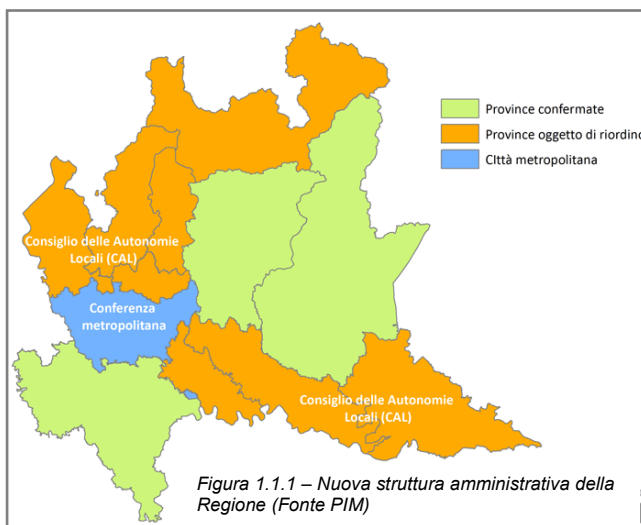 Province confermate
Province oggetto di riordino
CIttà metropolitana
Consiglio delle Autonomie
Locali (CAL)
Conferenza
metropolitana
Consiglio delle Autonomie
Locali (CAL)
Figura 1.1.1 – Nuova struttura amministrativa della
Regione (Fonte PIM)